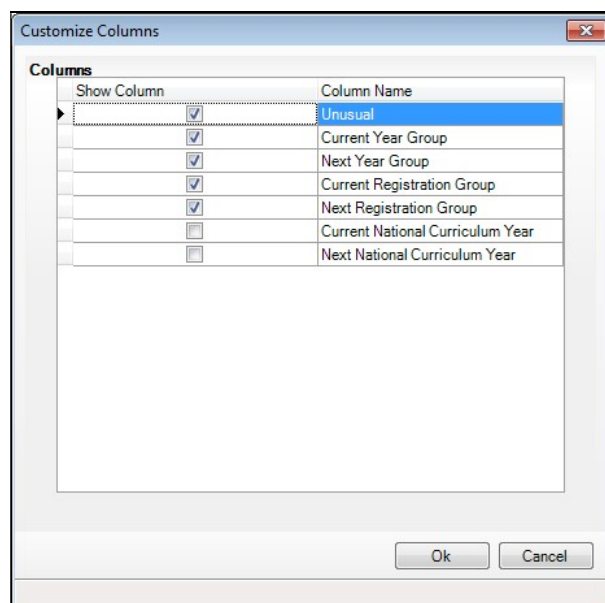 Customize Columns
Columns
Show Column Column Name
Unusual
Current Year Group
Next Year Group
Current Registration Group
Next Registration Group
Current National Curriculum Year
Next National Curriculum Year
Ok Cancel